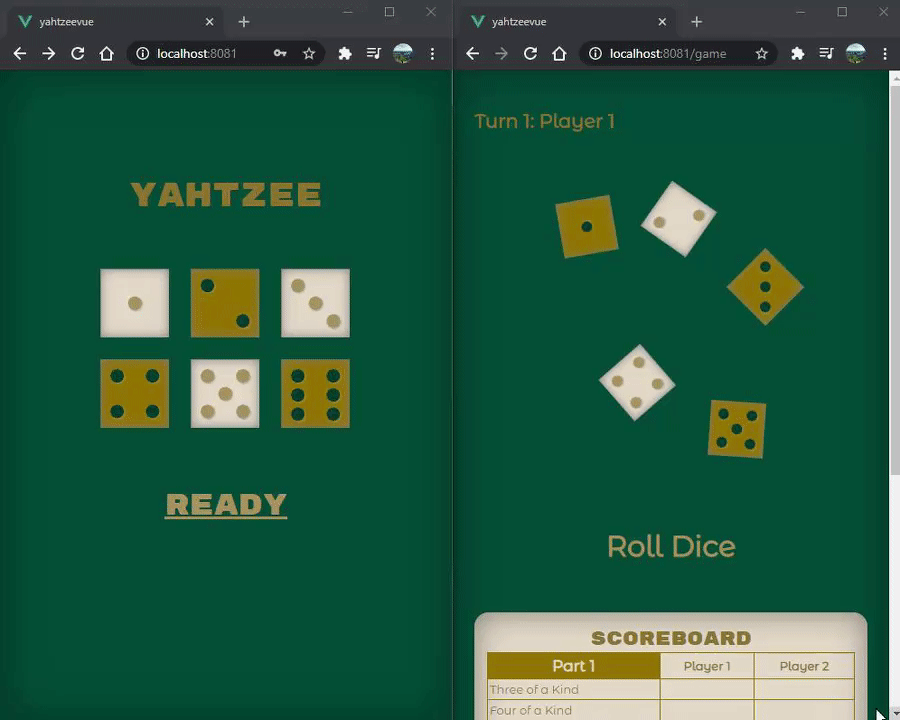 yahtzeevue
localhost:8081
YAHTZEE
READY
yahtzeevue
localhost:8081/game
Turn 1: Player 1
Roll Dice
SCOREBOARD
Part 1 Player 1 Player 2
Three of a Kind
Four of a Kind